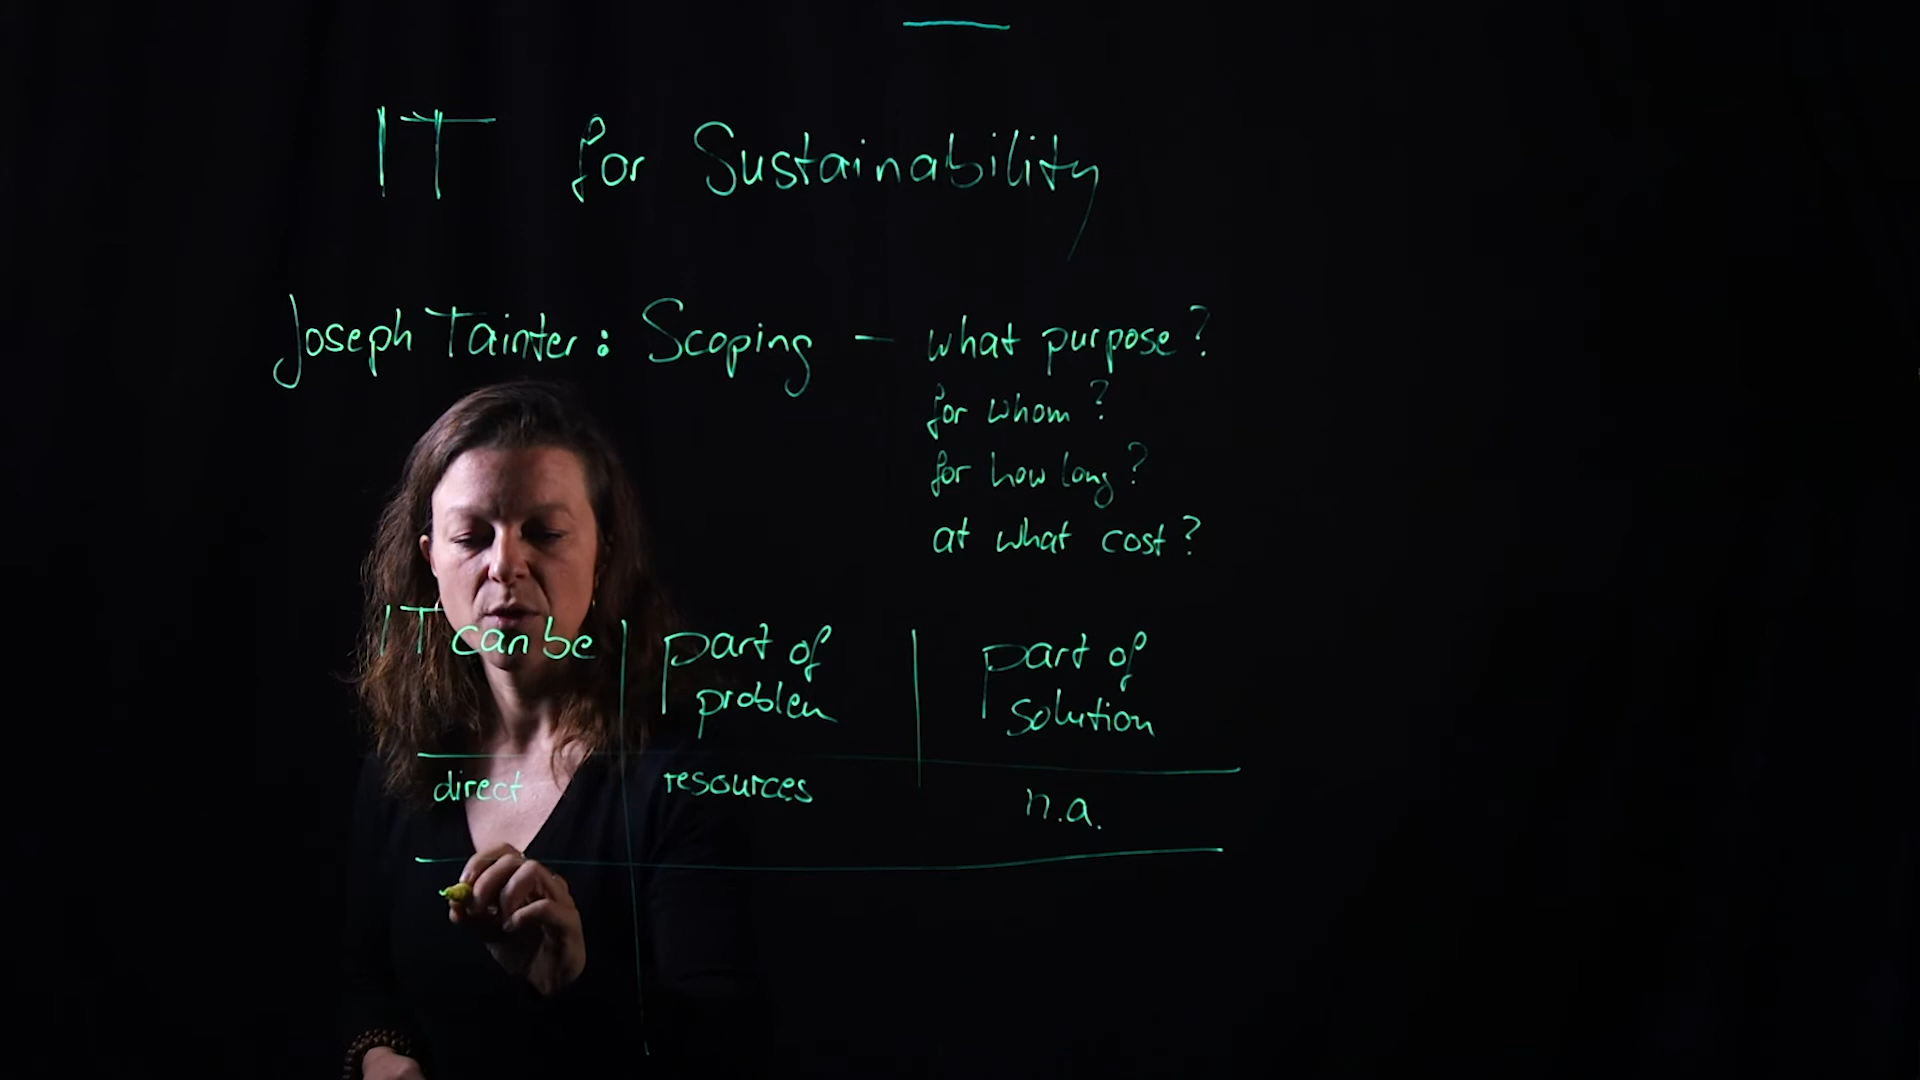 IT for Sustainability
Joseph Tainter: Scoping – what purpose?
for whom?
for how long?
at what cost?
IT can be
part of
problem
part of
solution
direct
resources
n.a.